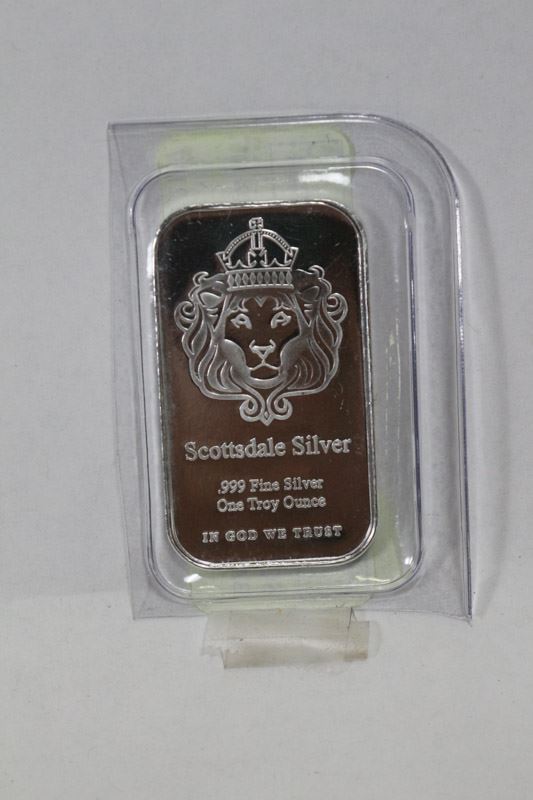 Scottsdale Silver
.999 Fine Silver
One Troy Ounce
IN GOD WE TRUST